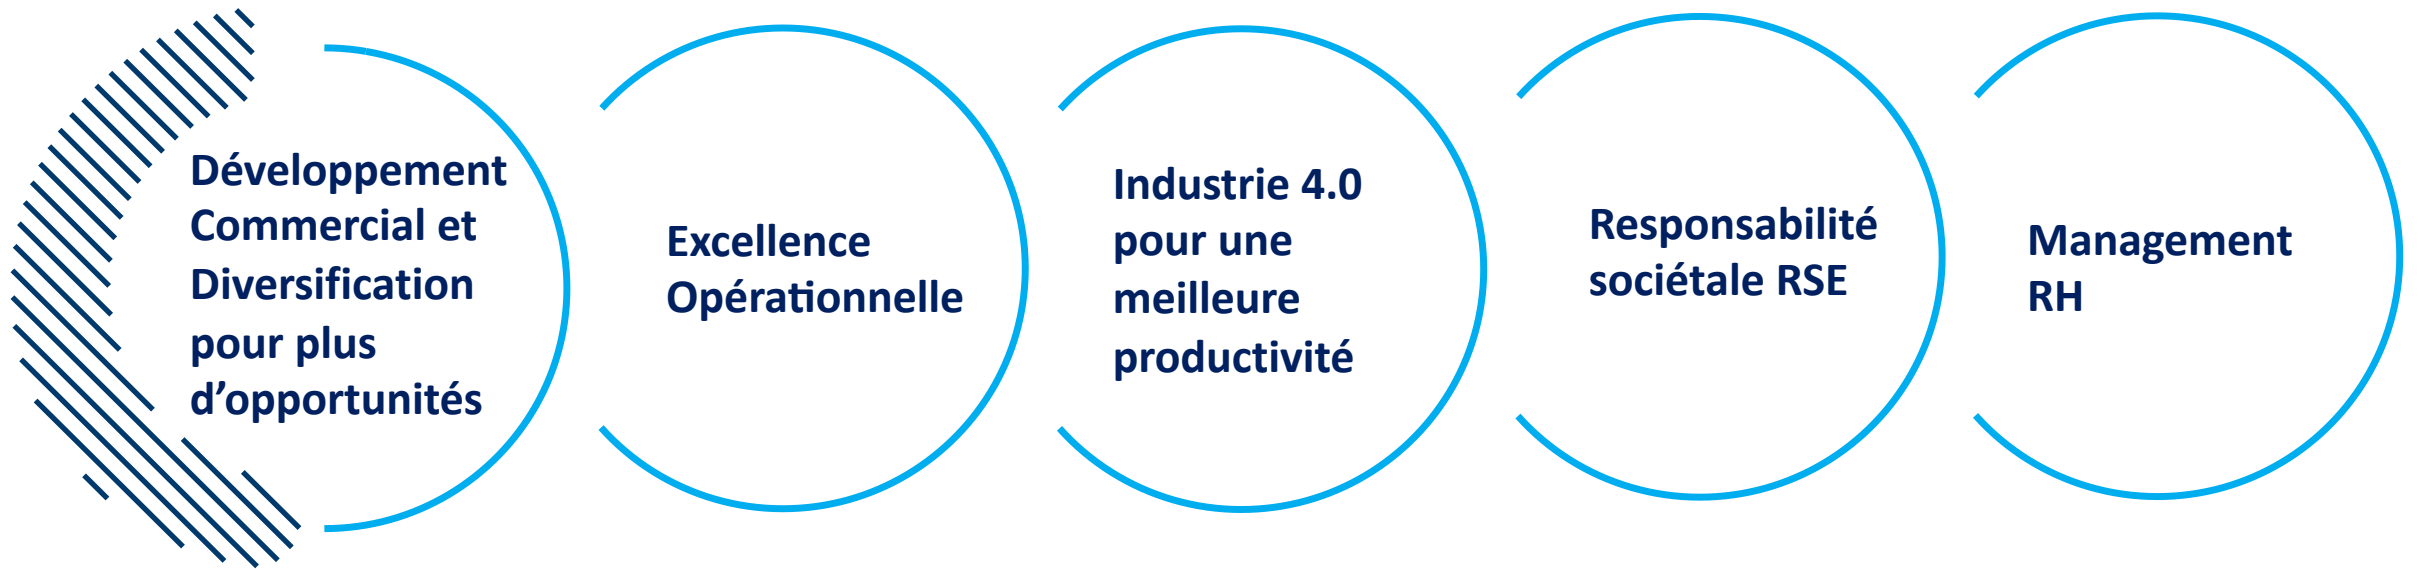 Développement
Commercial et
Diversification
pour plus
d’opportunités
Excellence
Opérationnelle
Industrie 4.0
pour une
meilleure
productivité
Responsabilité
sociétale RSE
Management
RH